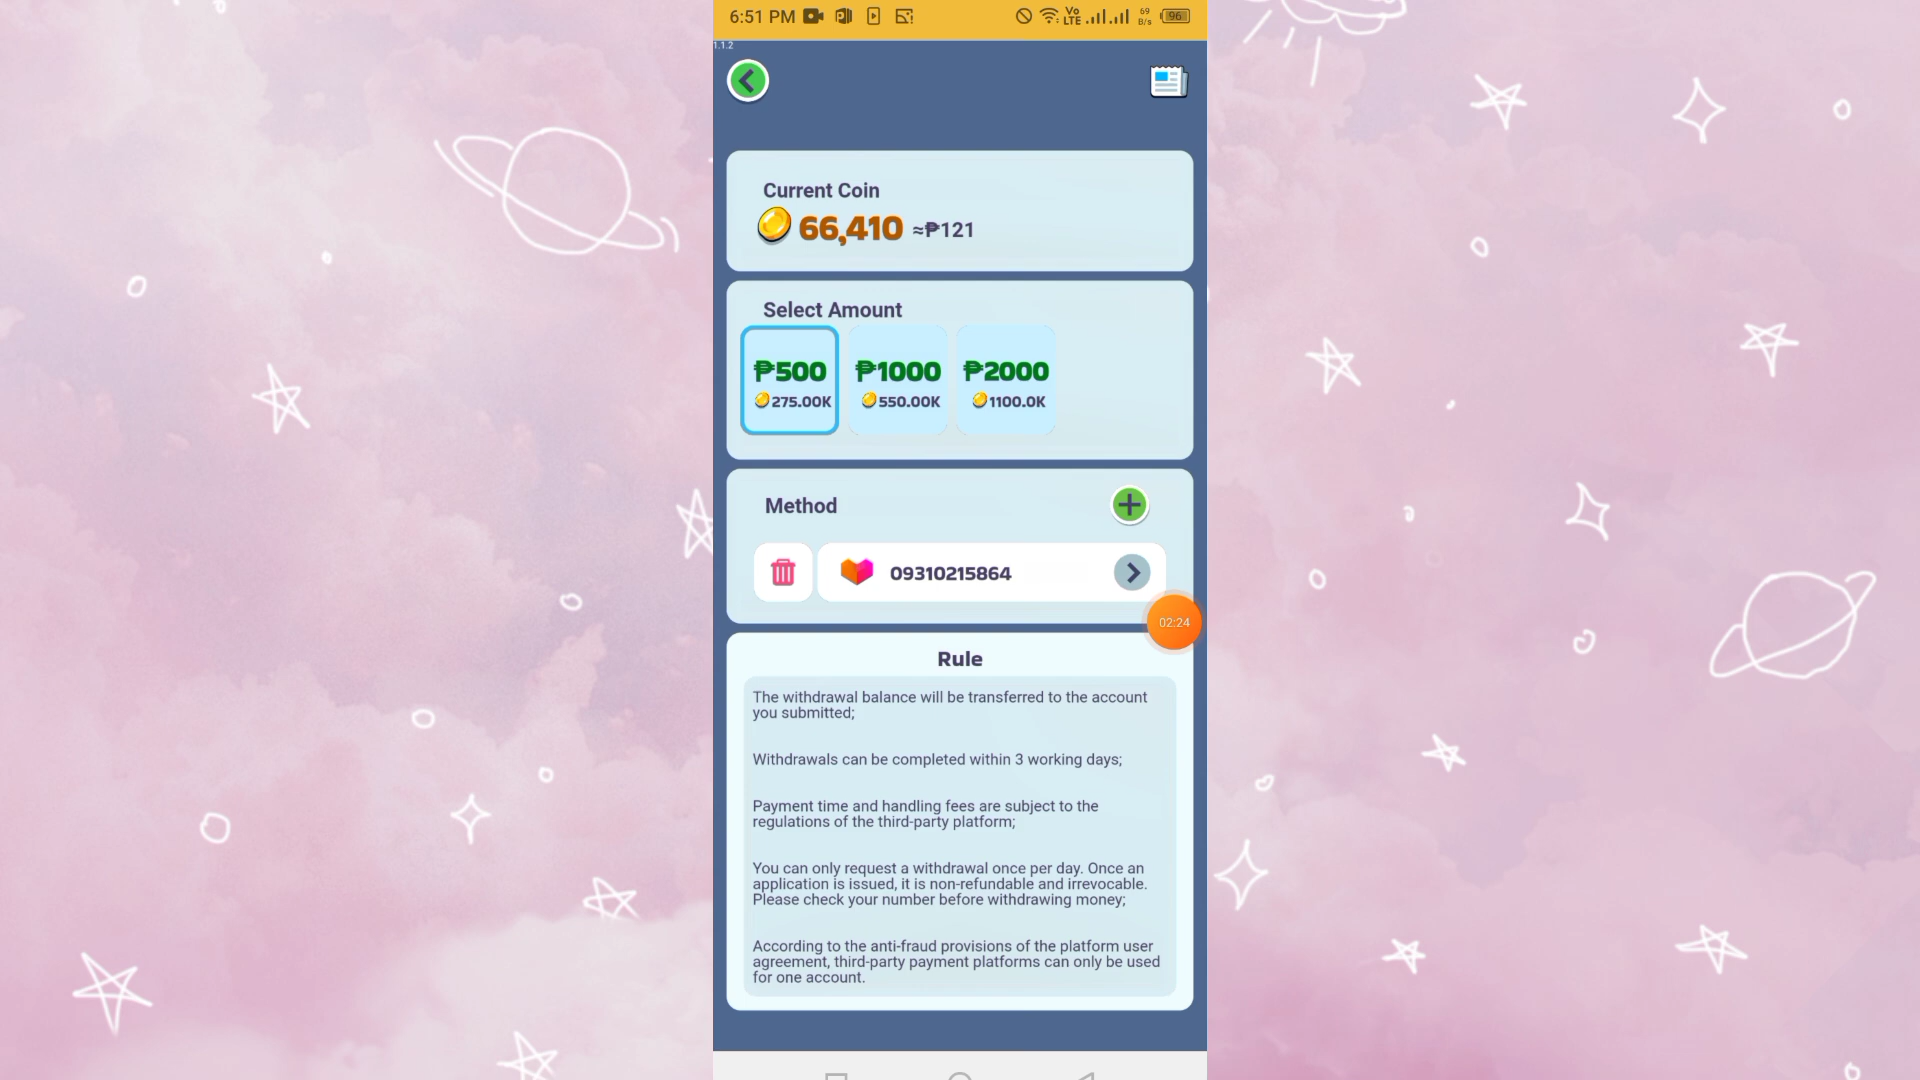 6:51 PM
Vo
LTE
69
B/s
96
1.1.2
Current Coin
66,410 ≈₱121
Select Amount
₱500 ₱1000 ₱2000
275.00K 550.00K 1100.0K
Method
09310215864
02:24
Rule
The withdrawal balance will be transferred to the account
you submitted;
Withdrawals can be completed within 3 working days;
Payment time and handling fees are subject to the
regulations of the third-party platform;
You can only request a withdrawal once per day. Once an
application is issued, it is non-refundable and irrevocable.
Please check your number before withdrawing money;
According to the anti-fraud provisions of the platform user
agreement, third-party payment platforms can only be used
for one account.